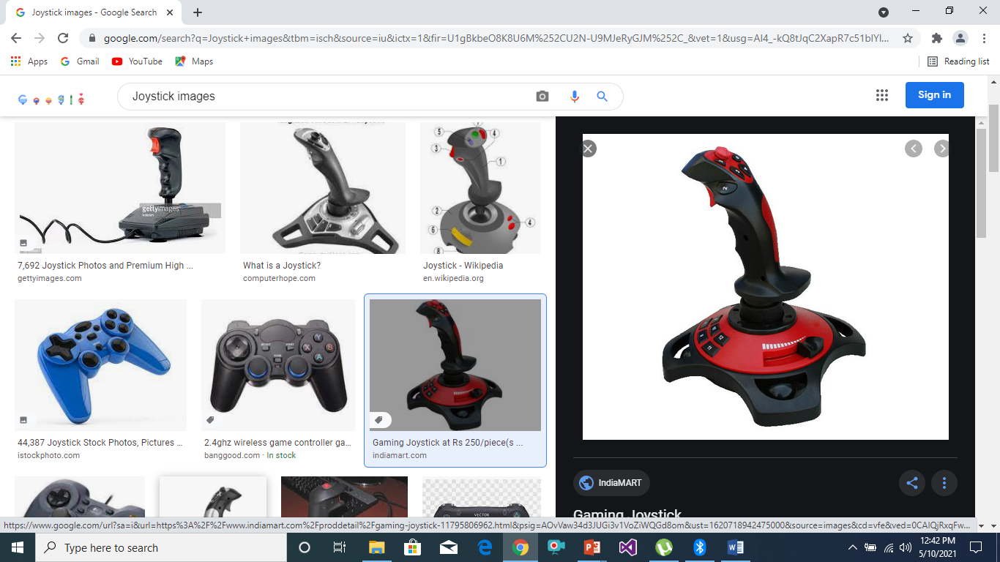 Joystick images - Google Search
google.com/search?q=Joystick+images&tbm=isch&source=iu&ictx=1&fir=U1gBkbeO8K8U6M%252CU2N-U9MJeRyGJM%252C_&vet=1&usg=AI4_-kQ8tJqC2XapR7c51bIYI...
Apps Gmail YouTube Maps Reading list
Google
Joystick images
Sign in
gettyimages
5 4
3 1
2 4
6
8
2
7,692 Joystick Photos and Premium High ...
gettyimages.com
What is a Joystick?
computerhope.com
Joystick - Wikipedia
en.wikipedia.org
SELECT START
Y
X B
A
44,387 Joystick Stock Photos, Pictures ...
istockphoto.com
2.4ghz wireless game controller ga...
banggood.com · In stock
Gaming Joystick at Rs 250/piece(s ...
indiamart.com
IndiaMART
Gaming Joystick
VECTOR
https://www.google.com/url?sa=i&url=https%3A%2F%2Fwww.indiamart.com%2Fproddetail%2Fgaming-joystick-11795806962.html&psig=AOvVaw34d3JUGi3v1VoZiWQGd8om&ust=1620718942475000&source=images&cd=vfe&ved=0CAIQjRxqFw...
Type here to search
12:42 PM
5/10/2021